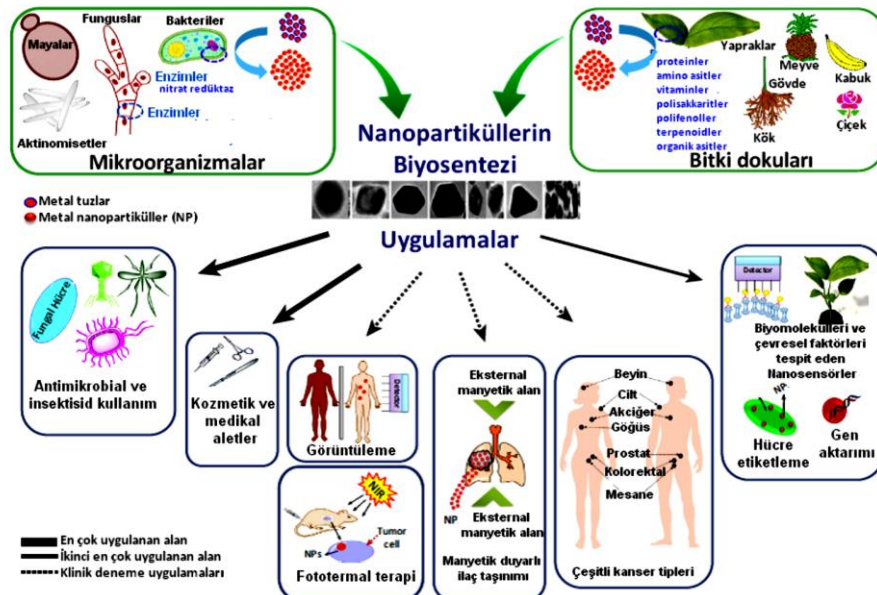 Mayalar
Funguslar
Bakteriler
Enzimler
nitrat redüktaz
Enzimler
Aktinomisetler
Mikroorganizmalar
proteinler
amino asitler
vitaminler
polisakkaritler
polifenoller
terpenoidler
organik asitler
Yapraklar
Meyve
Gövde
Kabuk
Kök
Çiçek
Bitki dokuları
Nanopartiküllerin
Biyosentezi
Metal tuzlar
Metal nanopartiküller (NP)
Uygulamalar
Fungal Hücre
Antimikrobial ve
insektisid kullanım
Kozmetik ve
medikal aletler
Detector
Görüntüleme
NIR
Tumor
cell
NPs
Fototermal terapi
Eksternal
manyetik alan
NP
Eksternal
manyetik alan
Manyetik duyarlı
ilaç taşınımı
Beyin
Cilt
Akciğer
Göğüs
Prostat
Kolorektal
Mesane
Çeşitli kanser tipleri
Detector
Biyomolekülleri ve
çevresel faktörleri
tespit eden
Nanosensörler
NP
Hücre
etiketleme
Gen
aktarımı
En çok uygulanan alan
İkinci en çok uygulanan alan
Klinik deneme uygulamaları